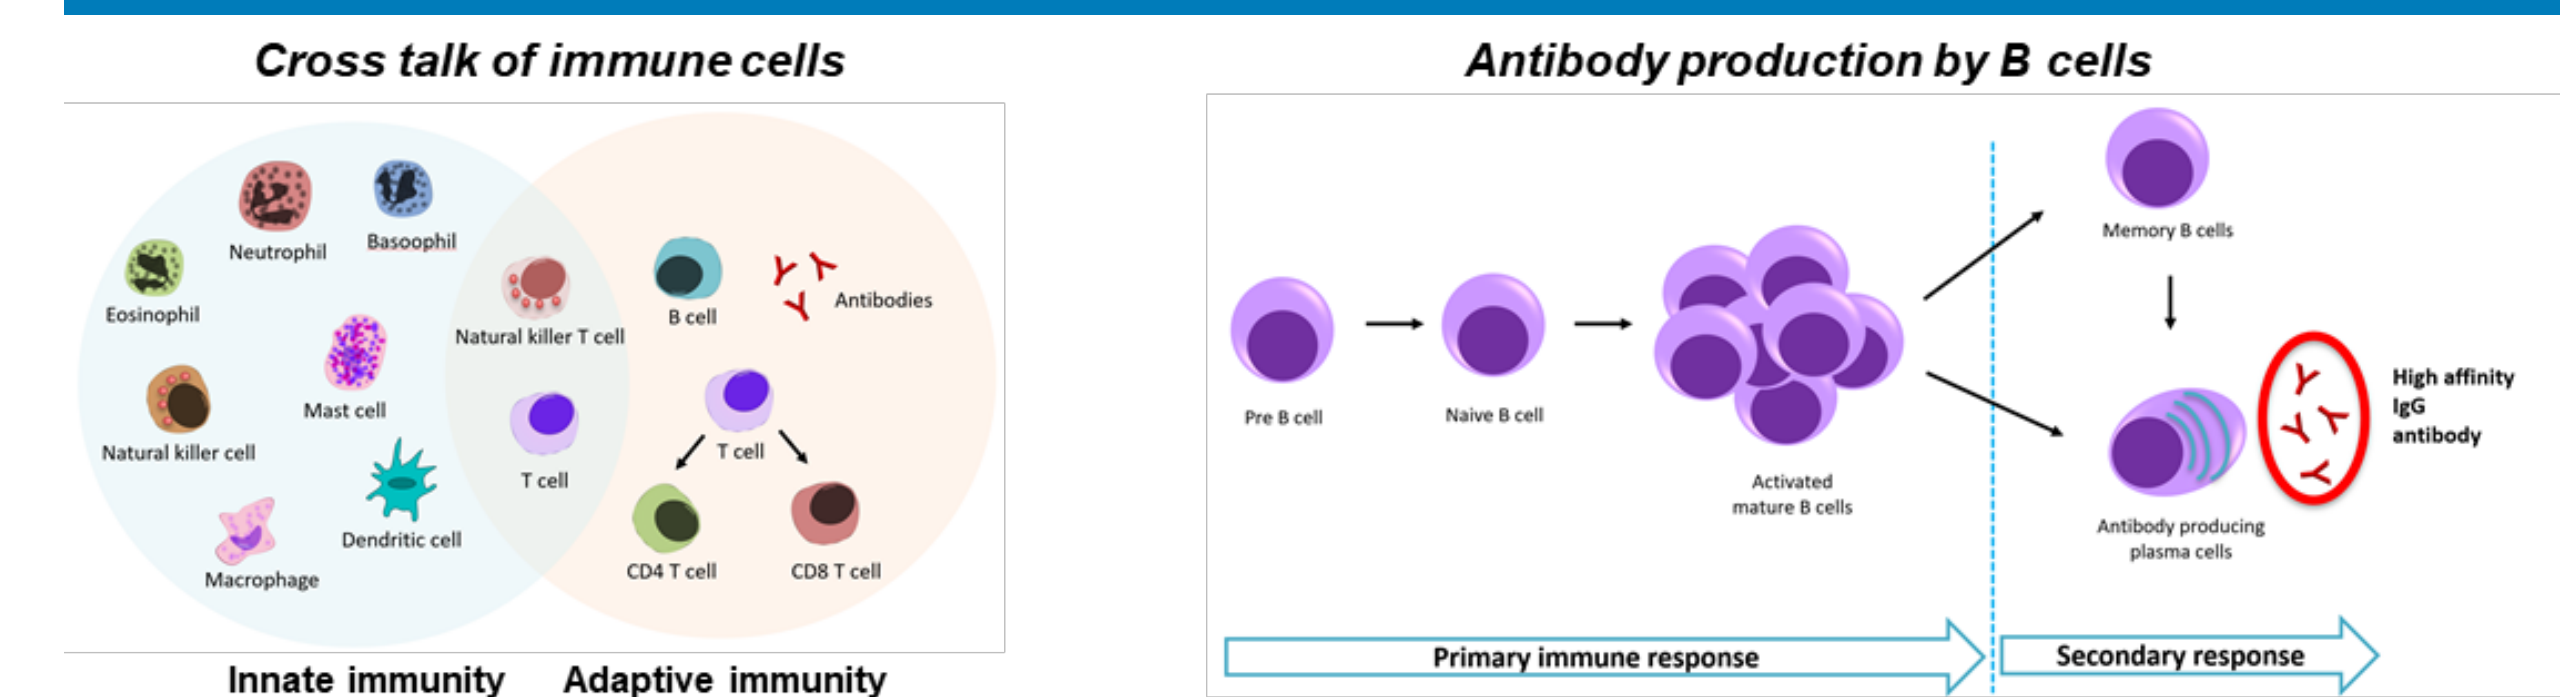 Cross talk of immune cells
Neutrophil
Basoophil
Eosinophil
Natural killer T cell
B cell
Antibodies
Mast cell
Natural killer cell
T cell
T cell
Dendritic cell
Macrophage
CD4 T cell
CD8 T cell
Innate immunity
Adaptive immunity
Antibody production by B cells
Pre B cell
Naive B cell
Activated
mature B cells
Memory B cells
High affinity
IgG
antibody
Antibody producing
plasma cells
Primary immune response
Secondary response